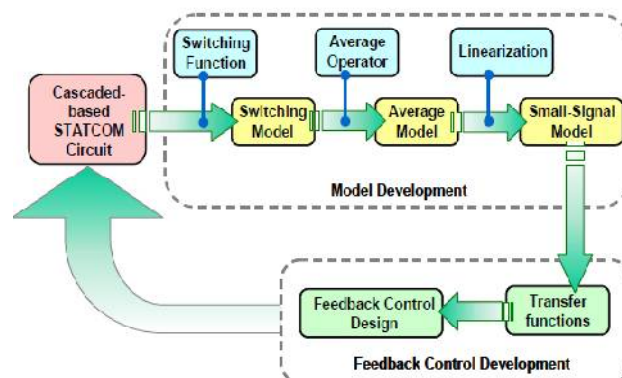 Switching
Function
Average
Operator
Linearization
Cascaded-
based
STATCOM
Circuit
Switching
Model
Average
Model
Small-Signal
Model
Model Development
Feedback Control
Design
Transfer
functions
Feedback Control Development